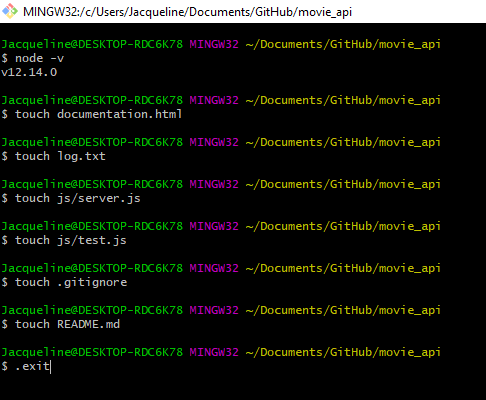 MINGW32:/c/Users/Jacqueline/Documents/GitHub/movie_api
Jacqueline@DESKTOP-RDC6K78 MINGW32 ~/Documents/GitHub/movie_api
$ node -v
v12.14.0
Jacqueline@DESKTOP-RDC6K78 MINGW32 ~/Documents/GitHub/movie_api
$ touch documentation.html
Jacqueline@DESKTOP-RDC6K78 MINGW32 ~/Documents/GitHub/movie_api
$ touch log.txt
Jacqueline@DESKTOP-RDC6K78 MINGW32 ~/Documents/GitHub/movie_api
$ touch js/server.js
Jacqueline@DESKTOP-RDC6K78 MINGW32 ~/Documents/GitHub/movie_api
$ touch js/test.js
Jacqueline@DESKTOP-RDC6K78 MINGW32 ~/Documents/GitHub/movie_api
$ touch .gitignore
Jacqueline@DESKTOP-RDC6K78 MINGW32 ~/Documents/GitHub/movie_api
$ touch README.md
Jacqueline@DESKTOP-RDC6K78 MINGW32 ~/Documents/GitHub/movie_api
$ .exit